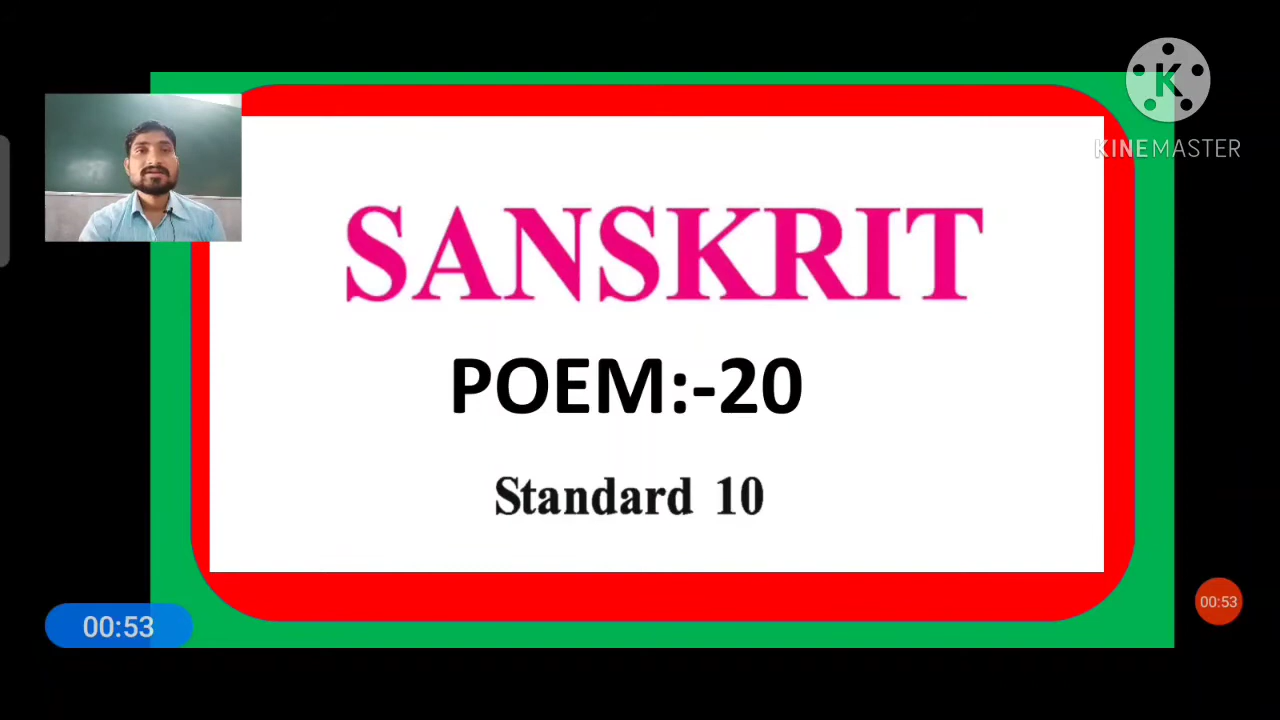 K
KINEMASTER
SANSKRIT
POEM:-20
Standard 10
00:53
00:53